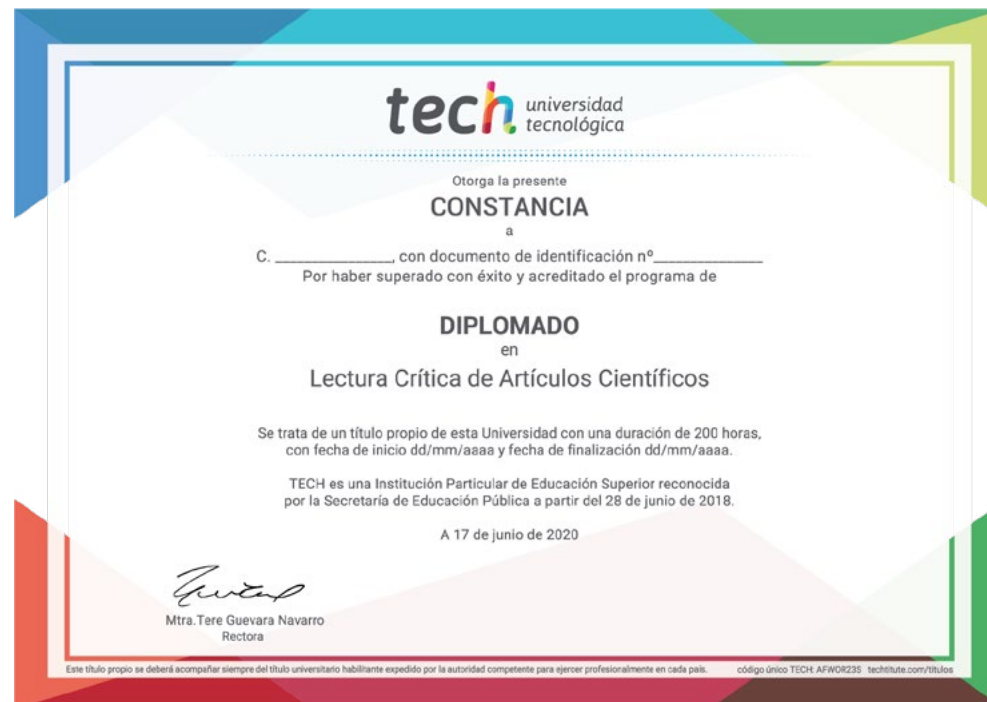 tech universidad
tecnológica
Otorga la presente
CONSTANCIA
a
C. ________________, con documento de identificación nº_______________
Por haber superado con éxito y acreditado el programa de
DIPLOMADO
en
Lectura Crítica de Artículos Científicos
Se trata de un título propio de esta Universidad con una duración de 200 horas,
con fecha de inicio dd/mm/aaaa y fecha de finalización dd/mm/aaaa.
TECH es una Institución Particular de Educación Superior reconocida
por la Secretaría de Educación Pública a partir del 28 de junio de 2018.
A 17 de junio de 2020
Mtra.Tere Guevara Navarro
Rectora
Este título propio se deberá acompañar siempre del título universitario habilitante expedido por la autoridad competente para ejercer profesionalmente en cada país. código único TECH: AFWOR23S techtitute.com/titulos